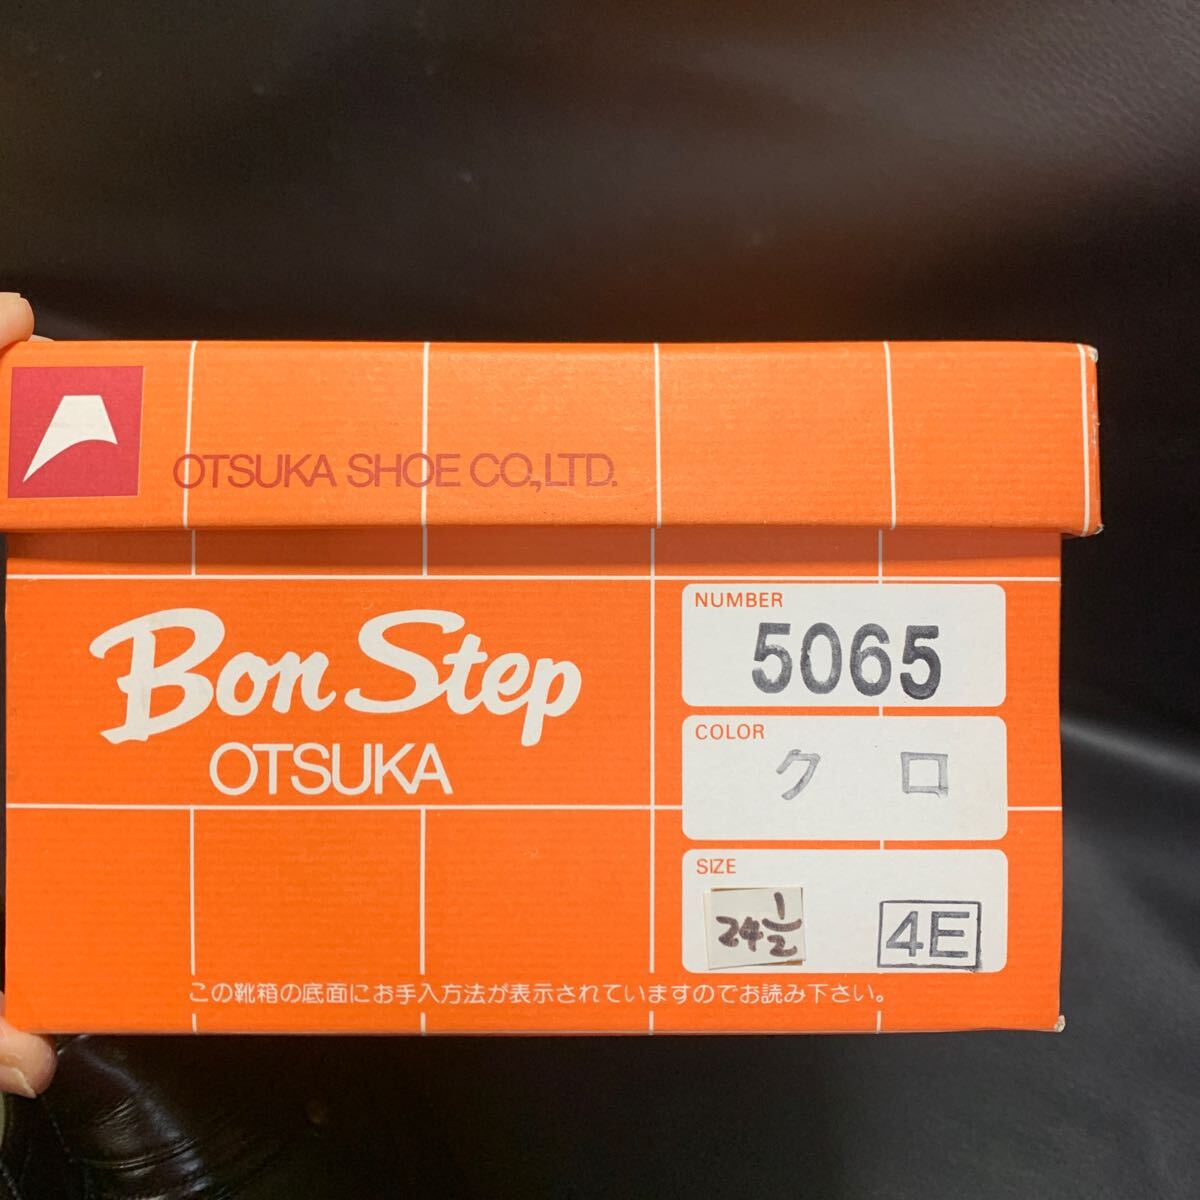 OTSUKA SHOE CO.,LTD.
Bon Step
OTSUKA
NUMBER
5065
COLOR
クロ
SIZE
24 1/2 4E
この靴箱の底面にお手入方法が表示されていますのでお読み下さい。